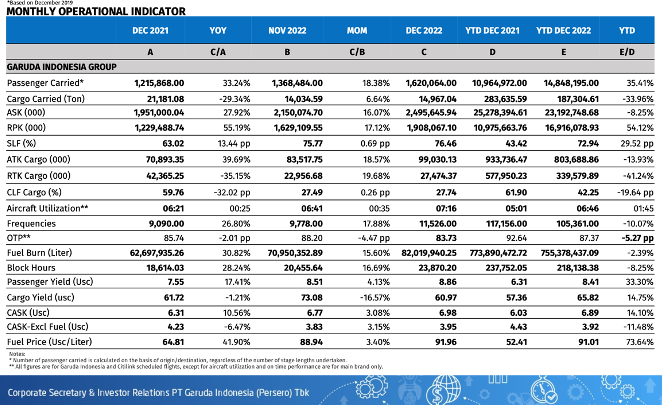 *Based on December 2019
MONTHLY OPERATIONAL INDICATOR
DEC 2021 YOY NOV 2022 MOM DEC 2022 YTD DEC 2021 YTD DEC 2022 YTD
A C/A B C/B C D E E/D
GARUDA INDONESIA GROUP
Passenger Carried* 1,215,868.00 33.24% 1,368,484.00 18.38% 1,620,064.00 10,964,972.00 14,848,195.00 35.41%
Cargo Carried (Ton) 21,181.08 -29.34% 14,034.59 6.64% 14,967.04 283,635.59 187,304.61 -33.96%
ASK (000) 1,951,000.04 27.92% 2,150,074.70 16.07% 2,495,645.94 25,278,394.61 23,192,748.68 -8.25%
RPK (000) 1,229,488.74 55.19% 1,629,109.55 17.12% 1,908,067.10 10,975,663.76 16,916,078.93 54.12%
SLF (%) 63.02 13.44 pp 75.77 0.69 pp 76.46 43.42 72.94 29.52 pp
ATK Cargo (000) 70,893.35 39.69% 83,517.75 18.57% 99,030.13 933,736.47 803,688.86 -13.93%
RTK Cargo (000) 42,365.25 -35.15% 22,956.68 19.68% 27,474.37 577,950.23 339,579.89 -41.24%
CLF Cargo (%) 59.76 -32.02 pp 27.49 0.26 pp 27.74 61.90 42.25 -19.64 pp
Aircraft Utilization** 06:21 00:25 06:41 00:35 07:16 05:01 06:46 01:45
Frequencies 9,090.00 26.80% 9,778.00 17.88% 11,526.00 117,156.00 105,361.00 -10.07%
OTP** 85.74 -2.01 pp 88.20 -4.47 pp 83.73 92.64 87.37 -5.27 pp
Fuel Burn (Liter) 62,697,935.26 30.82% 70,950,352.89 15.60% 82,019,940.25 773,890,472.72 755,378,437.09 -2.39%
Block Hours 18,614.03 28.24% 20,455.64 16.69% 23,870.20 237,752.05 218,138.38 -8.25%
Passenger Yield (Usc) 7.55 17.41% 8.51 4.13% 8.86 6.31 8.41 33.30%
Cargo Yield (usc) 61.72 -1.21% 73.08 -16.57% 60.97 57.36 65.82 14.75%
CASK (Usc) 6.31 10.56% 6.77 3.08% 6.98 6.03 6.89 14.10%
CASK-Excl Fuel (Usc) 4.23 -6.47% 3.83 3.15% 3.95 4.43 3.92 -11.48%
Fuel Price (Usc/Liter) 64.81 41.90% 88.94 3.40% 91.96 52.41 91.01 73.64%
Notes:
* Number of passenger carried is calculated on the basis of origin/destination, regardless of the number of stage lengths undertaken.
** All figures are for Garuda Indonesia and Citilink scheduled flights, except for aircraft utilization and on time performance are for main brand only.
Corporate Secretary & Investor Relations PT Garuda Indonesia (Persero) Tbk